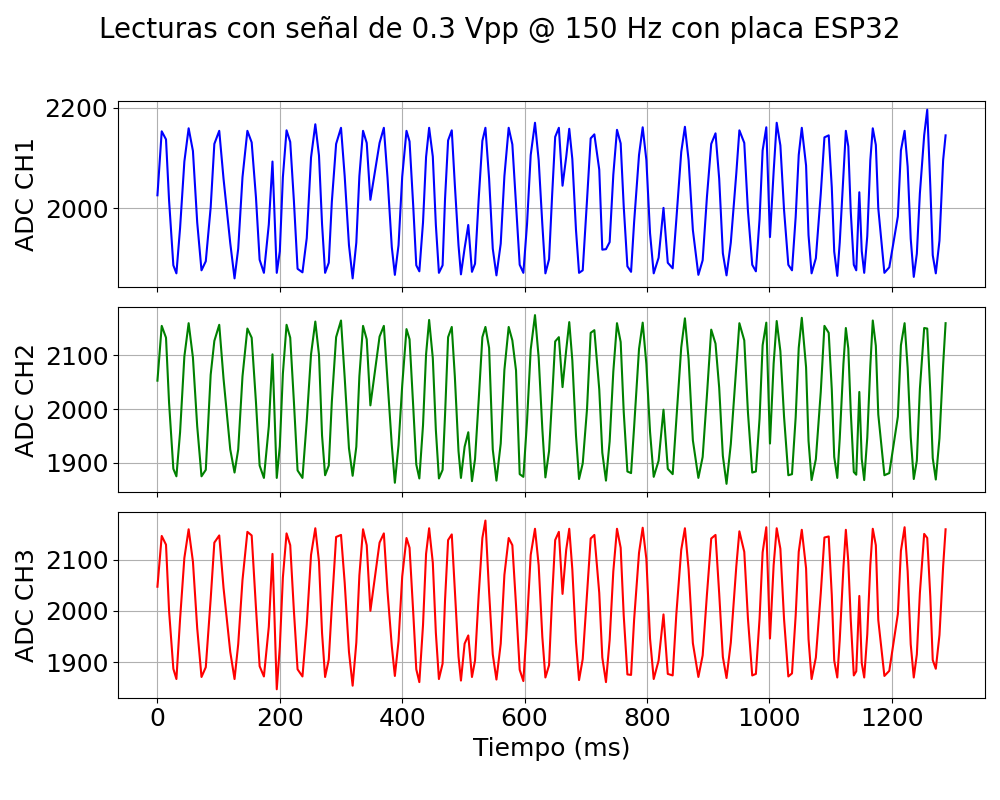 Lecturas con señal de 0.3 Vpp @ 150 Hz con placa ESP32
ADC CH1
2200
2000
ADC CH2
2100
2000
1900
ADC CH3
2100
2000
1900
0 200 400 600 800 1000 1200
Tiempo (ms)